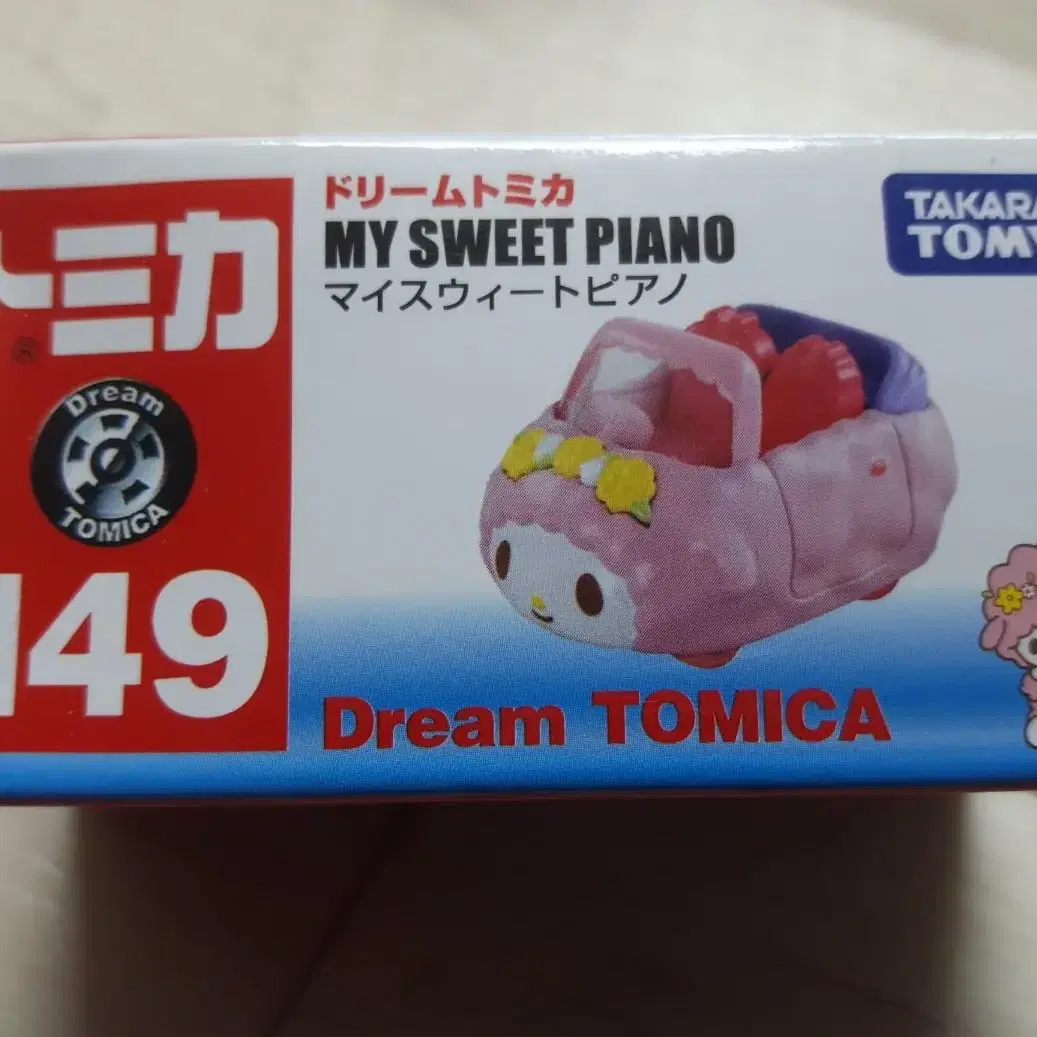 トミカ
®
Dream
TOMICA
149
ドリームトミカ
MY SWEET PIANO
マイスウィートピアノ
TAKARA
TOMY
Dream TOMICA